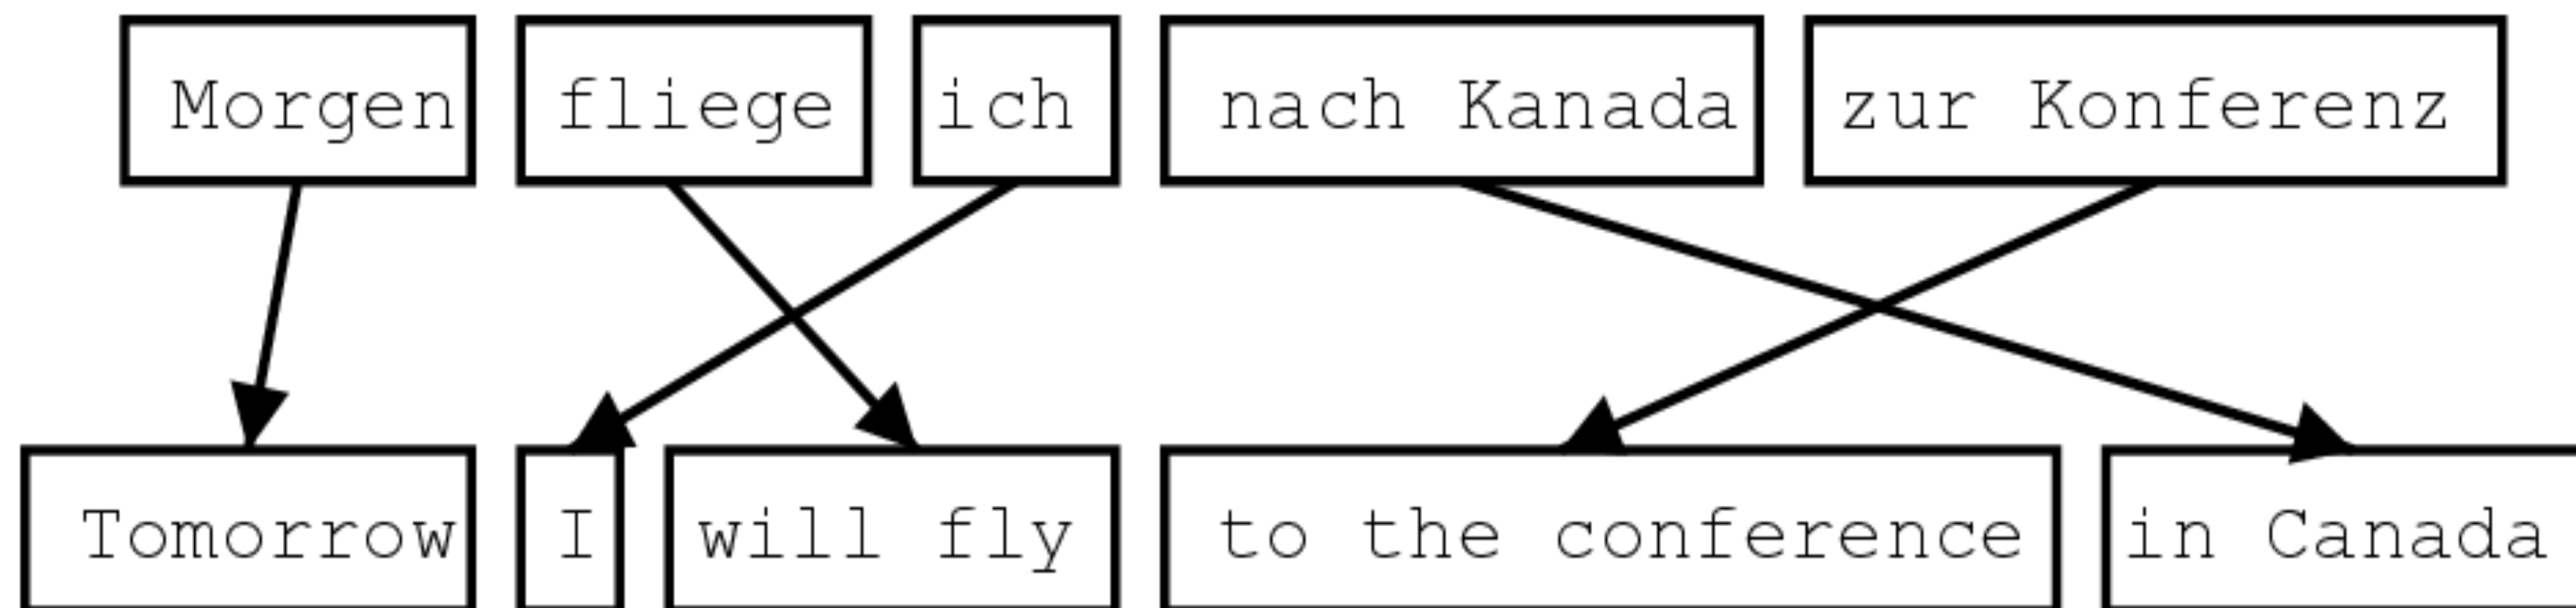 Morgen fliege ich nach Kanada zur Konferenz
Tomorrow I will fly to the conference in Canada